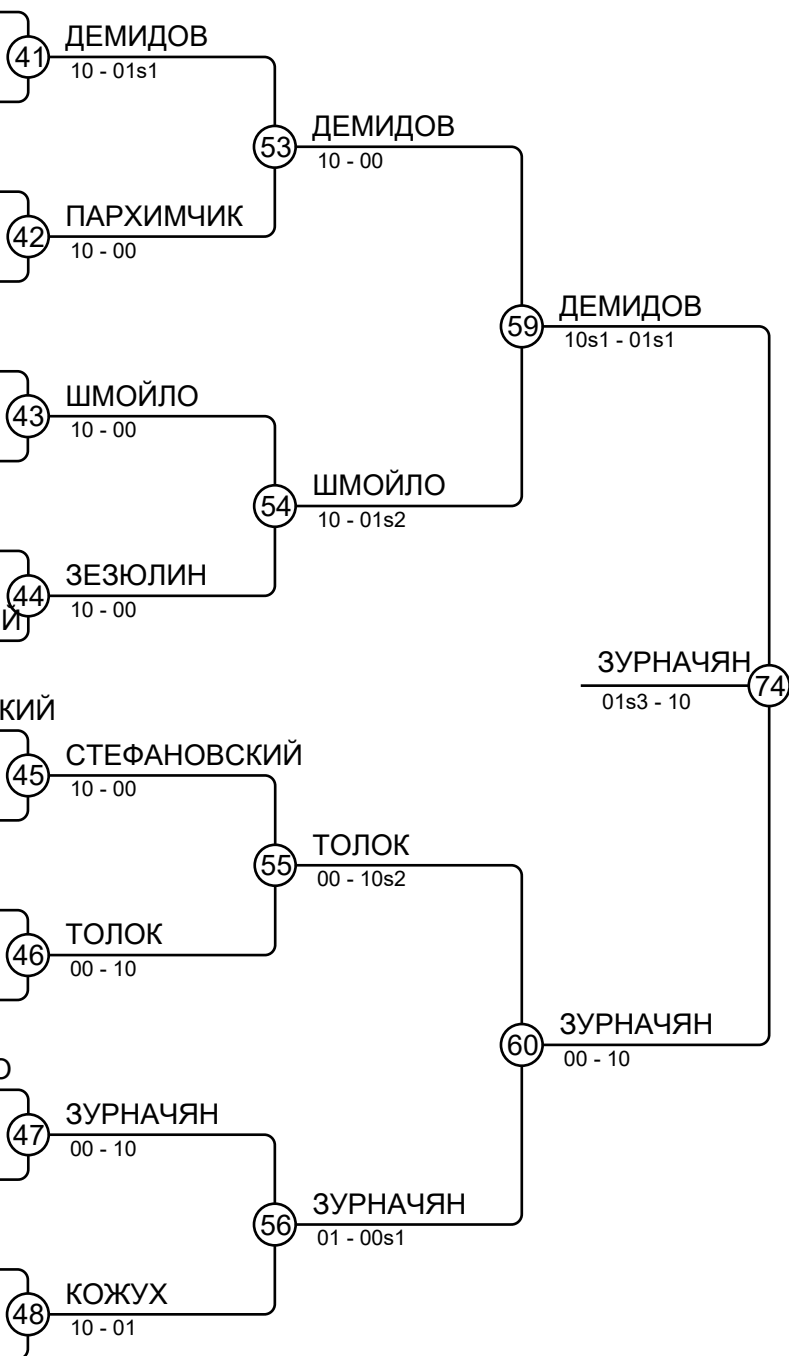 ДЕМИДОВ
41
10 - 01s1
ДЕМИДОВ
53
10 - 00
ПАРХИМЧИК
42
10 - 00
ДЕМИДОВ
59
10s1 - 01s1
ШМОЙЛО
43
10 - 00
ШМОЙЛО
54
10 - 01s2
ЗЕЗЮЛИН
44
10 - 00
Й
ЗУРНАЧЯН
74
01s3 - 10
КИЙ
СТЕФАНОВСКИЙ
45
10 - 00
ТОЛОК
55
00 - 10s2
ТОЛОК
46
00 - 10
ЗУРНАЧЯН
60
00 - 10
ЗУРНАЧЯН
47
00 - 10
ЗУРНАЧЯН
56
01 - 00s1
КОЖУХ
48
10 - 01